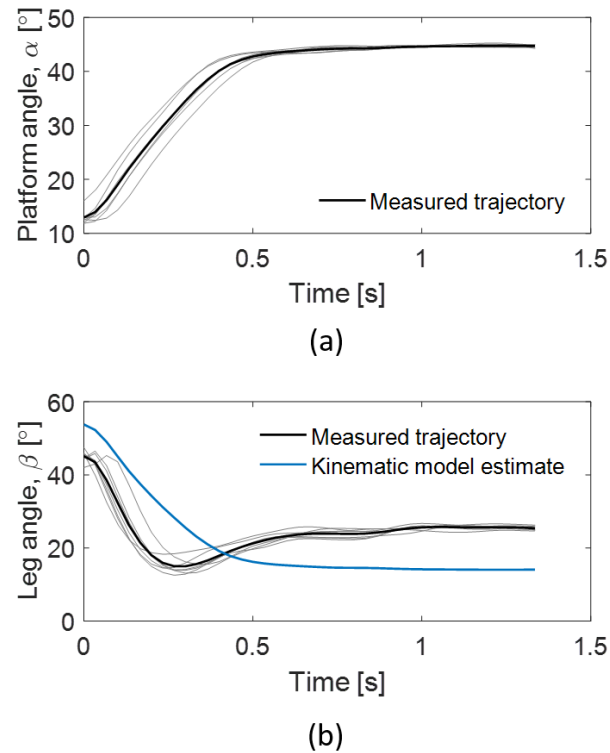 50
40
30
20
10
Platform angle, α [°]
Measured trajectory
0
0.5
1
1.5
Time [s]
(a)
60
40
20
0
Leg angle, β [°]
Measured trajectory
Kinematic model estimate
0
0.5
1
1.5
Time [s]
(b)